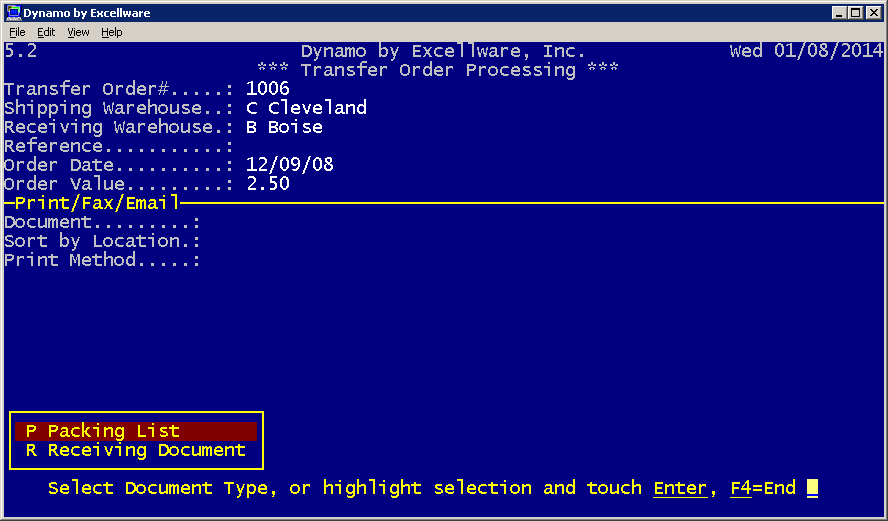 Dynamo by Excellware
File Edit View Help
5.2 Dynamo by Excellware, Inc. Wed 01/08/2014
*** Transfer Order Processing ***
Transfer Order#.....: 1006
Shipping Warehouse..: C Cleveland
Receiving Warehouse.: B Boise
Reference...........:
Order Date..........: 12/09/08
Order Value.........: 2.50
Print/Fax/Email
Document.........:
Sort by Location.:
Print Method.....:
P Packing List
R Receiving Document
Select Document Type, or highlight selection and touch Enter, F4=End